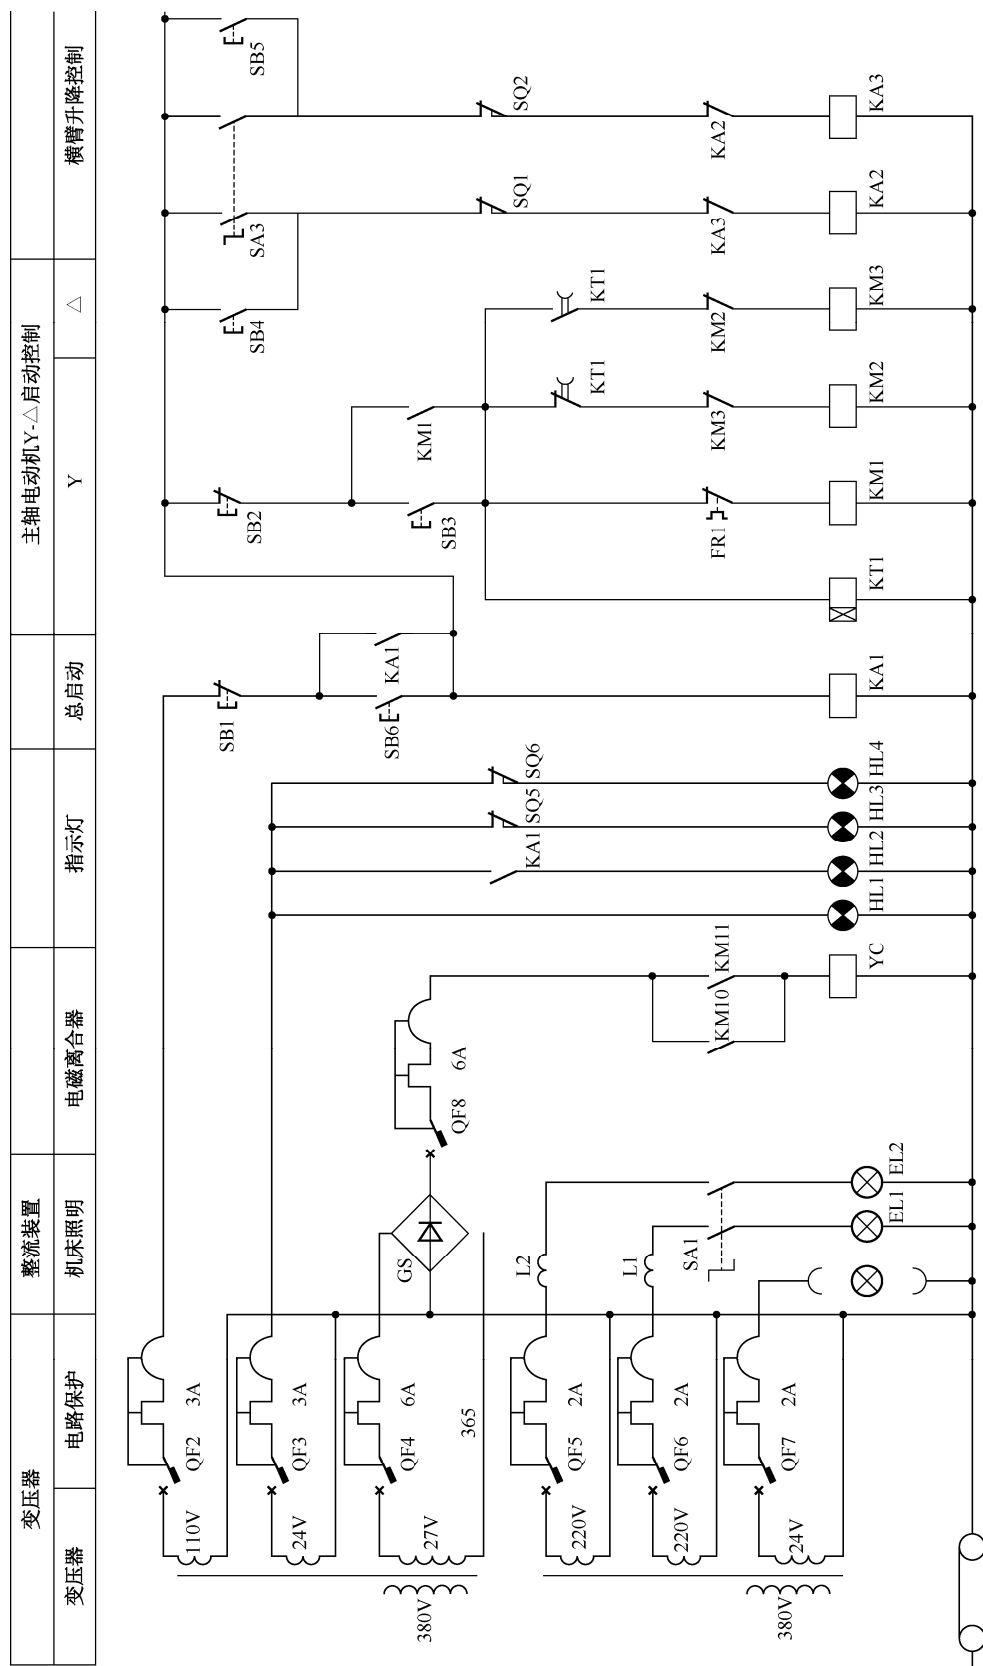 变压器
整流装置
主轴电动机Y-△启动控制
变压器
电路保护
机床照明
电磁离合器
指示灯
总启动
Y
△
横臂升降控制
380V
110V
QF2
3A
24V
QF3
3A
27V
QF4
6A
365
GS
QF8
6A
380V
220V
QF5
2A
L2
220V
QF6
2A
L1
24V
QF7
2A
SA1
EL1
EL2
KM10
KM11
YC
HL1
HL2
HL3
HL4
KA1
SQ5
SQ6
SB1
SB6
KA1
KA1
KT1
SB2
SB3
KM1
FR1
KM1
KT1
KM3
KM2
KT1
KM2
KM3
SB4
SA3
SB5
SQ1
KA3
KA2
SQ2
KA2
KA3